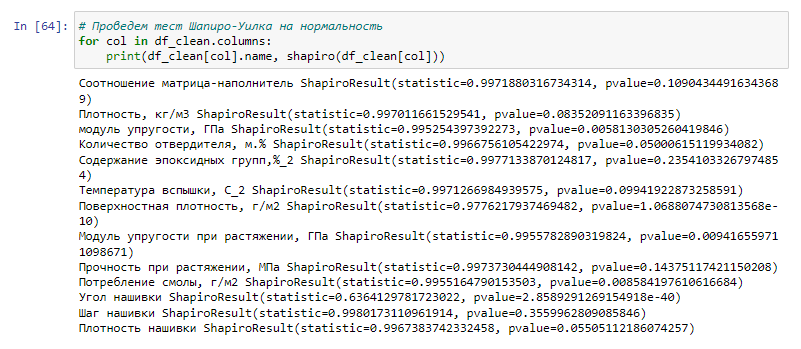 In [64]: # Проведем тест Шапиро-Уилка на нормальность
for col in df_clean.columns:
    print(df_clean[col].name, shapiro(df_clean[col]))
Соотношение матрица-наполнитель ShapiroResult(statistic=0.9971880316734314, pvalue=0.1090434491634368
9)
Плотность, кг/м3 ShapiroResult(statistic=0.997011661529541, pvalue=0.08352091163396835)
модуль упругости, ГПа ShapiroResult(statistic=0.995254397392273, pvalue=0.0058130305260419846)
Количество отвердителя, м.% ShapiroResult(statistic=0.9966756105422974, pvalue=0.05000615119934082)
Содержание эпоксидных групп,%_2 ShapiroResult(statistic=0.9977133870124817, pvalue=0.235410332679748​5
4)
Температура вспышки, С_2 ShapiroResult(statistic=0.9971266984939575, pvalue=0.09941922873258591)
Поверхностная плотность, г/м2 ShapiroResult(statistic=0.9776217937469482, pvalue=1.0688074730813568e-
10)
Модуль упругости при растяжении, ГПа ShapiroResult(statistic=0.9955782890319824, pvalue=0.00941655971
1098671)
Прочность при растяжении, МПа ShapiroResult(statistic=0.9973730444908142, pvalue=0.14375117421150208)
Потребление смолы, г/м2 ShapiroResult(statistic=0.9955164790153503, pvalue=0.008584197610616684)
Угол нашивки ShapiroResult(statistic=0.6364129781723022, pvalue=2.8589291269154918e-40)
Шаг нашивки ShapiroResult(statistic=0.9980173110961914, pvalue=0.3559962809085846)
Плотность нашивки ShapiroResult(statistic=0.9967383742332458, pvalue=0.05505112186074257)